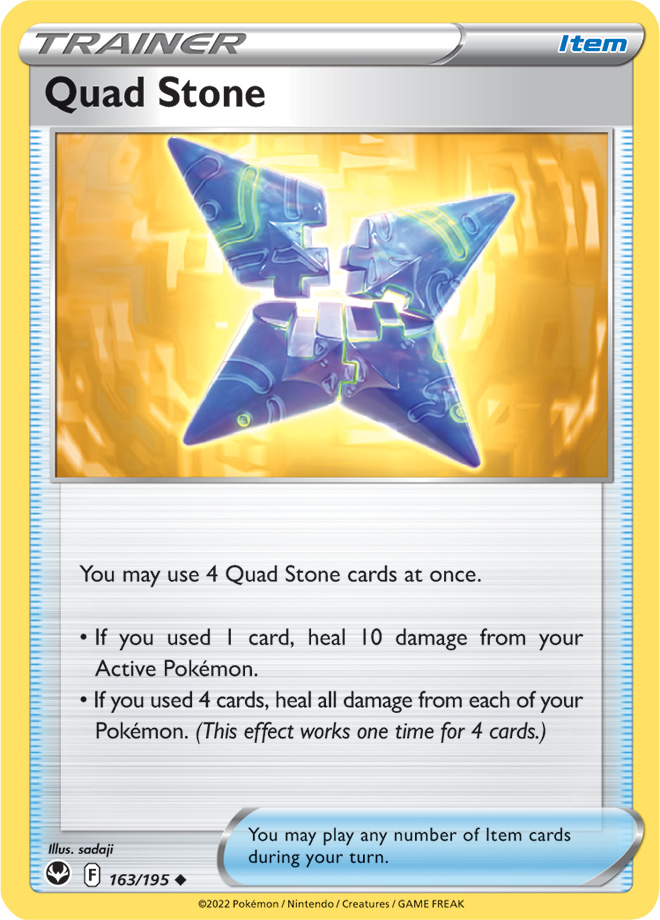 TRAINER
Item
Quad Stone
You may use 4 Quad Stone cards at once.
• If you used 1 card, heal 10 damage from your
Active Pokémon.
• If you used 4 cards, heal all damage from each of your
Pokémon. (This effect works one time for 4 cards.)
You may play any number of Item cards
during your turn.
Illus. sadaji
F 163/195 ◆
©2022 Pokémon / Nintendo / Creatures / GAME FREAK